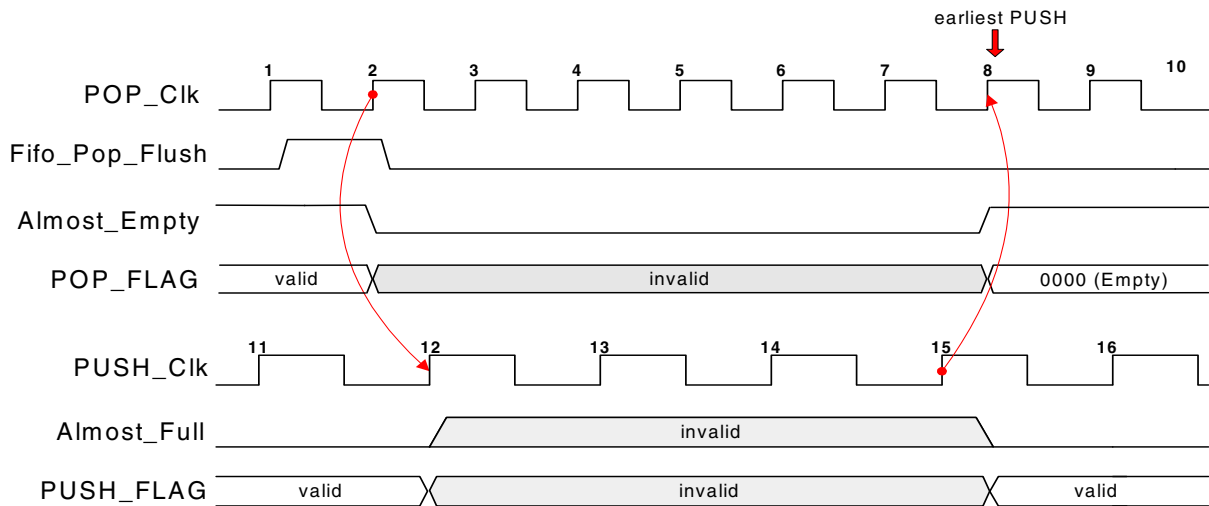 earliest PUSH
1 2 3 4 5 6 7 8 9 10
POP_Clk
Fifo_Pop_Flush
Almost_Empty
POP_FLAG valid invalid 0000 (Empty)
11 12 13 14 15 16
PUSH_Clk
Almost_Full invalid
PUSH_FLAG valid invalid valid